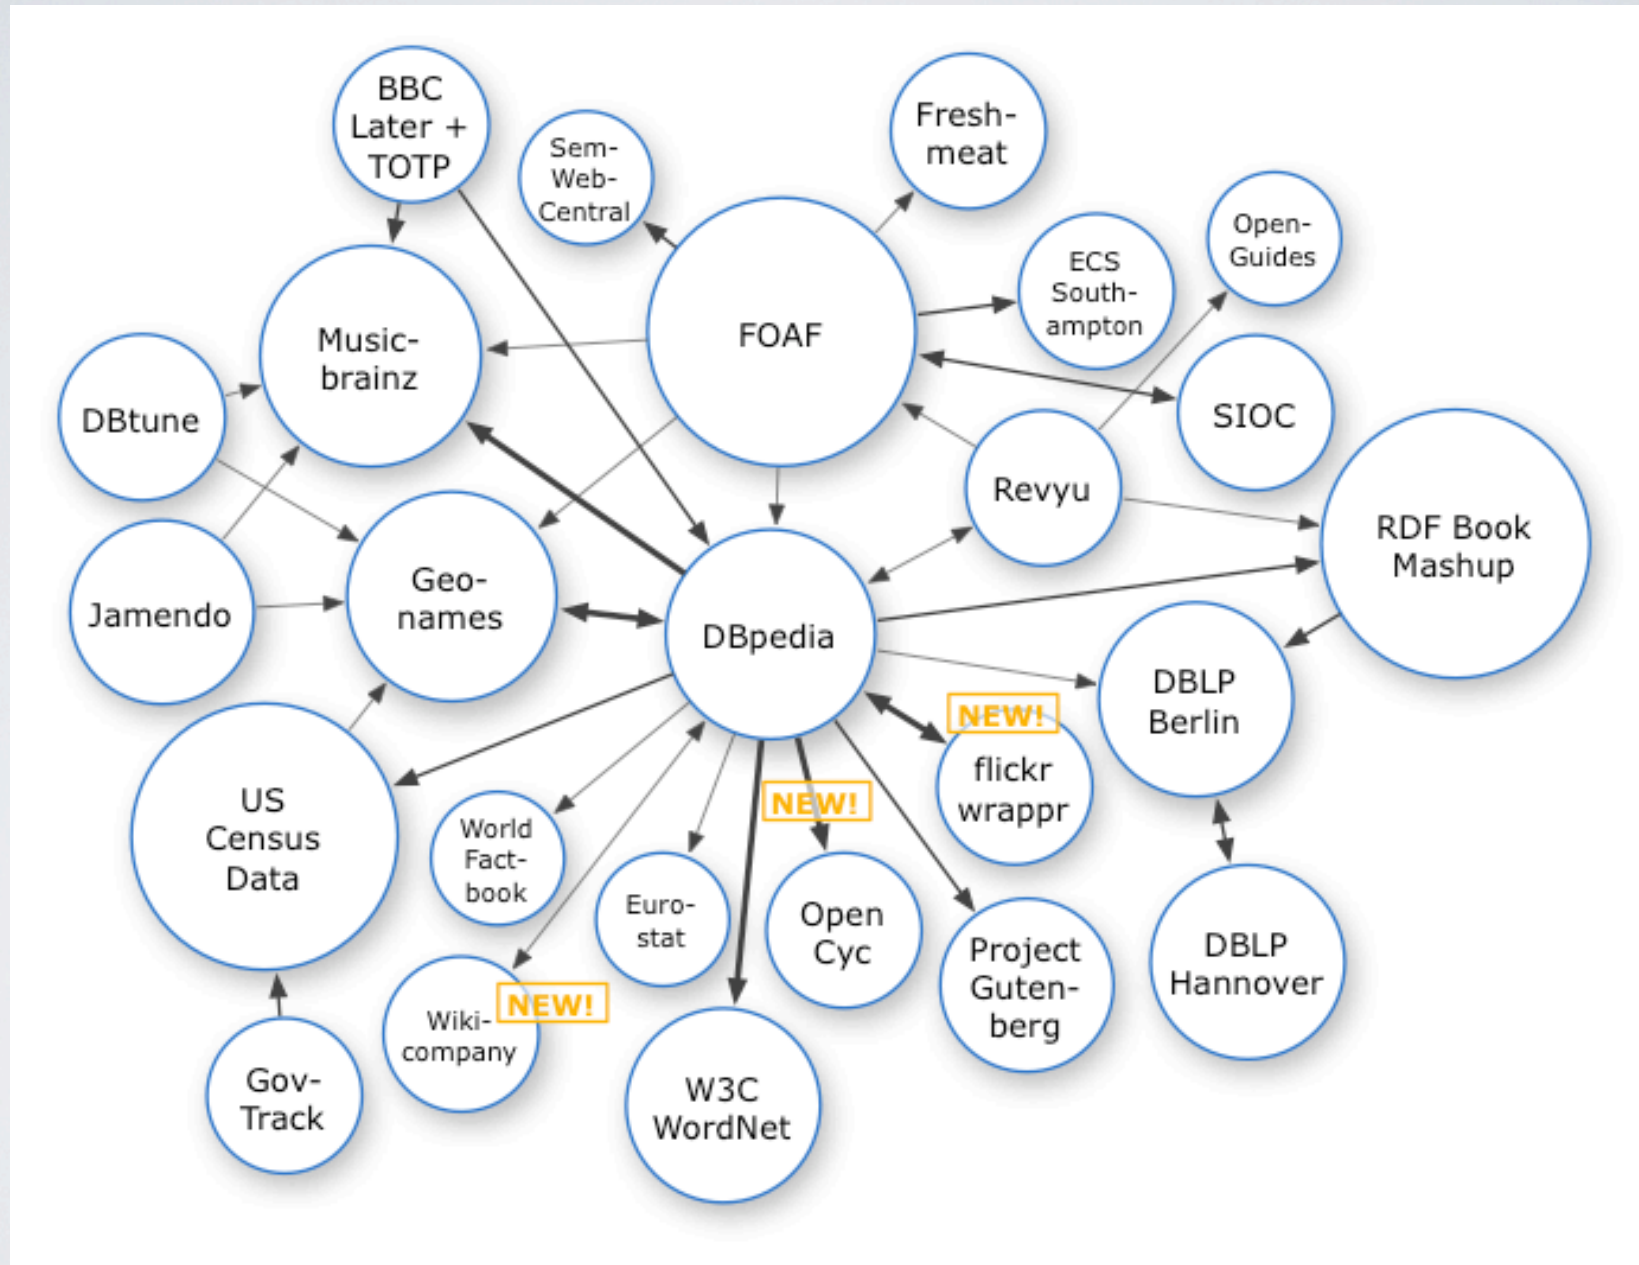 BBC
Later +
TOTP
Sem-
Web-
Central
Fresh-
meat
Open-
Guides
ECS
South-
ampton
FOAF
Music-
brainz
DBtune
SIOC
Revyu
RDF Book
Mashup
Geo-
names
Jamendo
DBpedia
DBLP
Berlin
NEW!
flickr
wrappr
NEW!
US
Census
Data
World
Fact-
book
Euro-
stat
Open
Cyc
Project
Guten-
berg
DBLP
Hannover
NEW!
Wiki-
company
Gov-
Track
W3C
WordNet